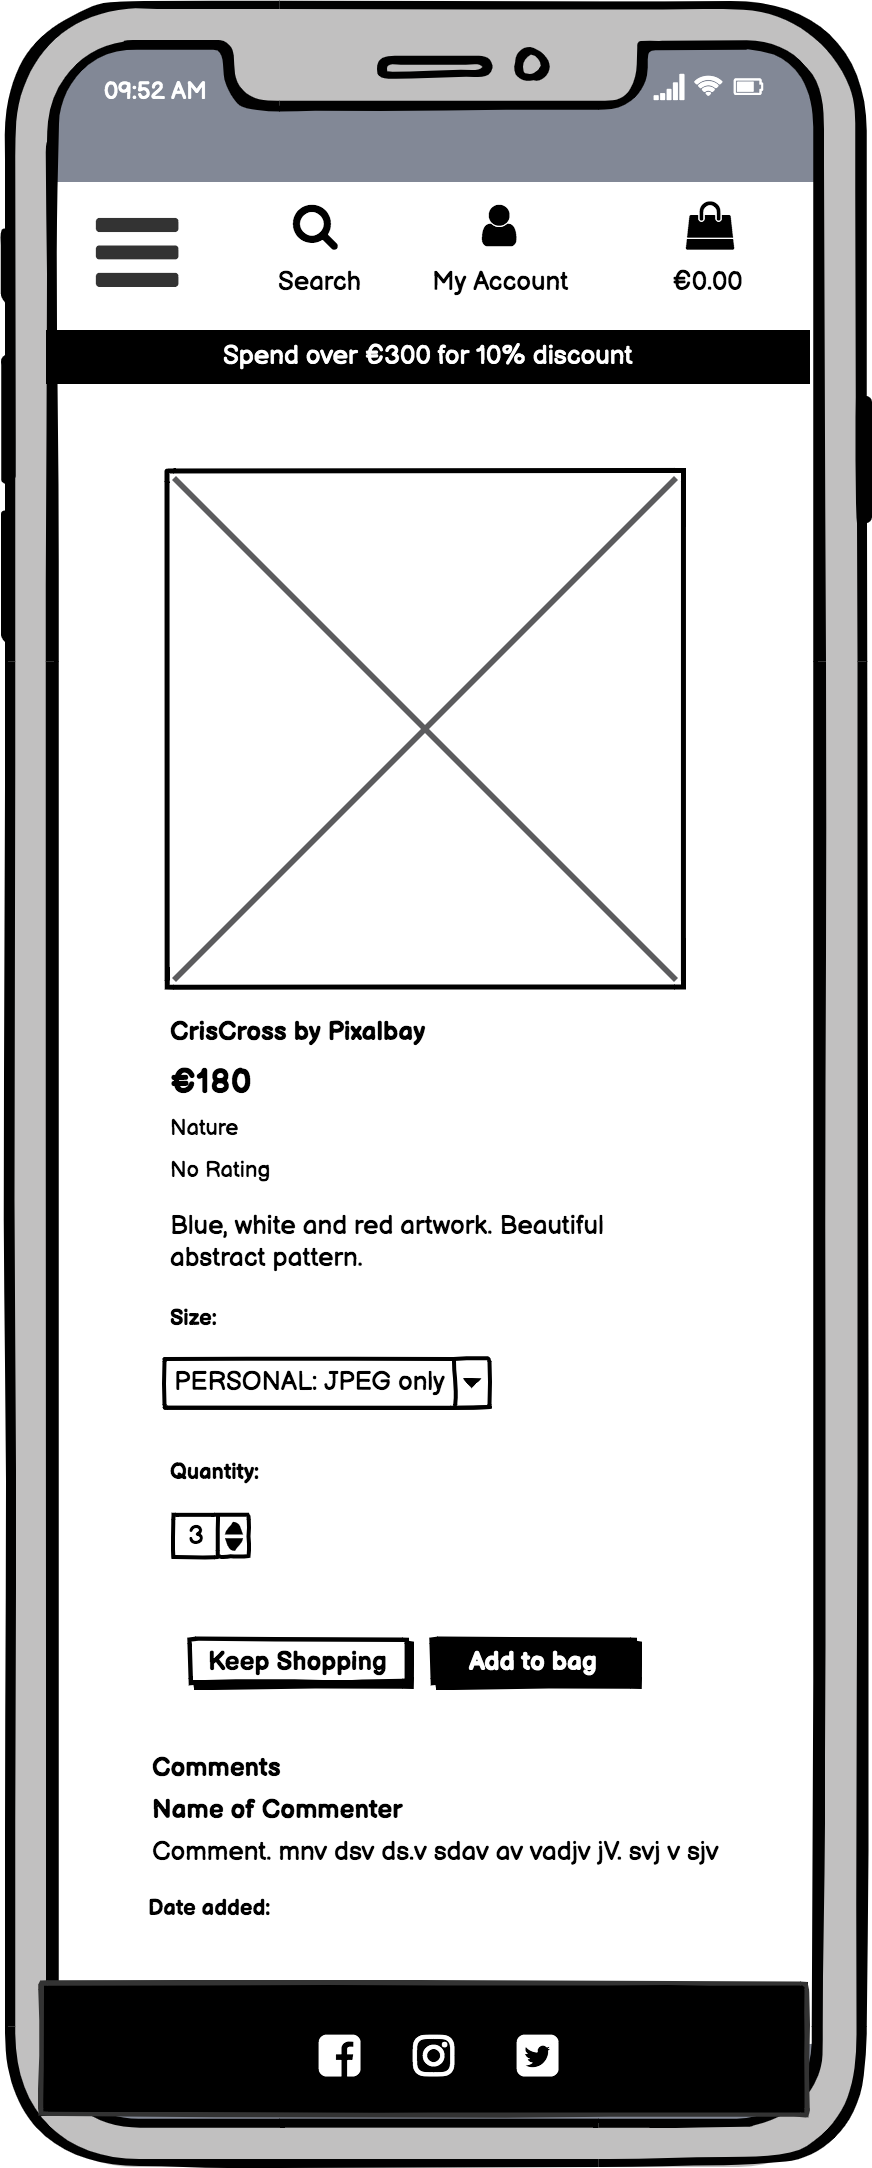 09:52 AM
Search
My Account
€0.00
Spend over €300 for 10% discount
CrisCross by Pixalbay
€180
Nature
No Rating
Blue, white and red artwork. Beautiful
abstract pattern.
Size:
PERSONAL: JPEG only
Quantity:
3
Keep Shopping
Add to bag
Comments
Name of Commenter
Comment. mnv dsv ds.v sdav av vadjv jV. svj v sjv
Date added: